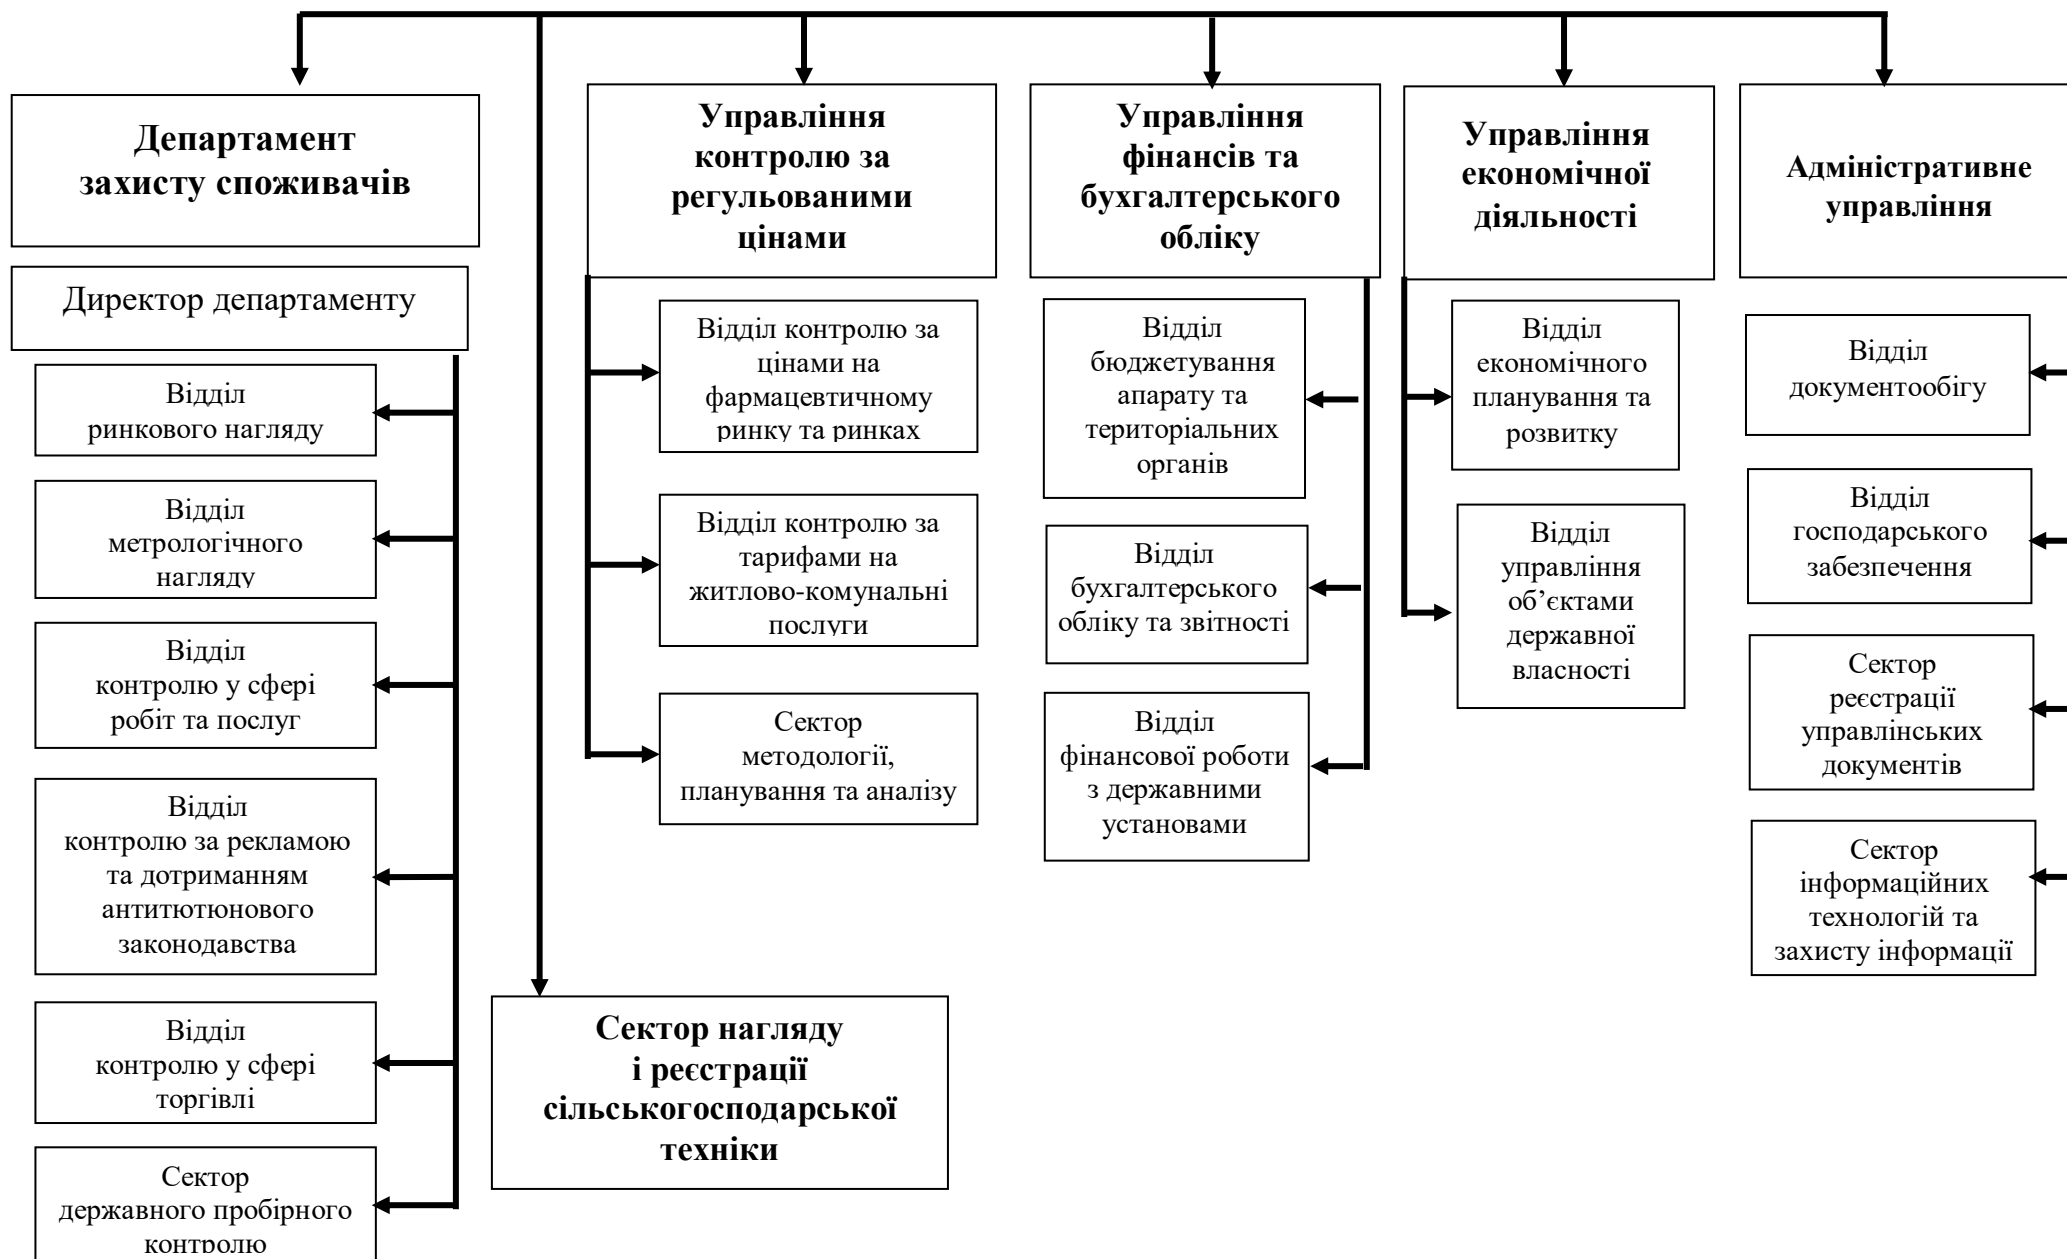 Департамент
захисту споживачів
Директор департаменту
Відділ
ринкового нагляду
Відділ
метрологічного
нагляду
Відділ
контролю у сфері
робіт та послуг
Відділ
контролю за рекламою
та дотриманням
антитютюнового
законодавства
Відділ
контролю у сфері
торгівлі
Сектор
державного пробірного
контролю
Сектор нагляду
і реєстрації
сільськогосподарської
техніки
Управління
контролю за
регульованими
цінами
Відділ контролю за
цінами на
фармацевтичному
ринку та ринках
Відділ контролю за
тарифами на
житлово-комунальні
послуги
Сектор
методології,
планування та аналізу
Управління
фінансів та
бухгалтерського
обліку
Відділ
бюджетування
апарату та
територіальних
органів
Відділ
бухгалтерського
обліку та звітності
Відділ
фінансової роботи
з державними
установами
Управління
економічної
діяльності
Відділ
економічного
планування та
розвитку
Відділ
управління
об’єктами
державної
власності
Адміністративне
управління
Відділ
документообігу
Відділ
господарського
забезпечення
Сектор
реєстрації
управлінських
документів
Сектор
інформаційних
технологій та
захисту інформації